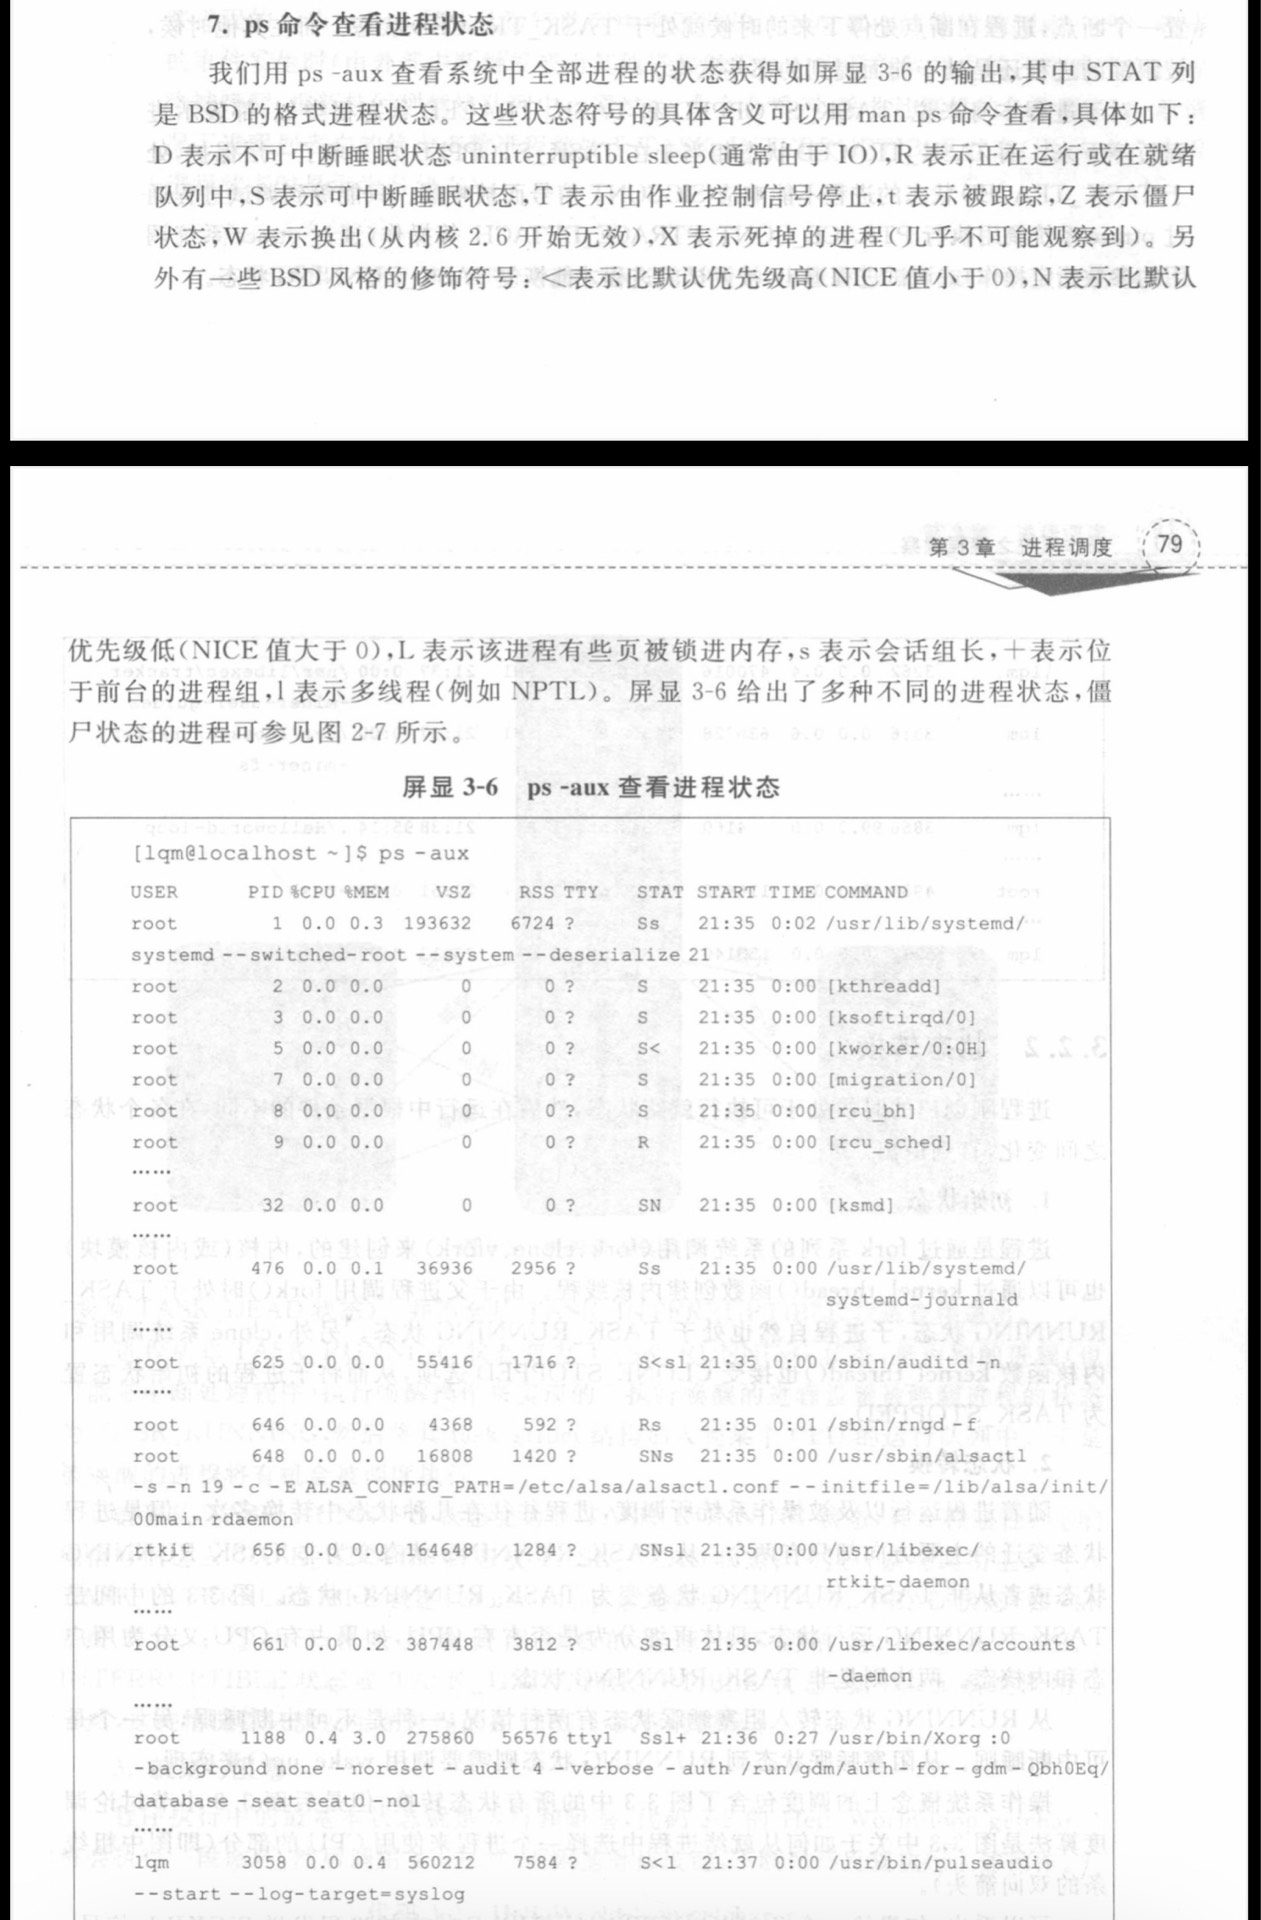 7. ps 命令查看进程状态
我们用 ps -aux 查看系统中全部进程的状态获得如屏显 3-6 的输出,其中 STAT 列
是 BSD 的格式进程状态。这些状态符号的具体含义可以用 man ps 命令查看,具体如下:
D 表示不可中断睡眠状态 uninterruptible sleep(通常由于 IO),R 表示正在运行或在就绪
队列中,S 表示可中断睡眠状态,T 表示由作业控制信号停止,t 表示被跟踪,Z 表示僵尸
状态,W 表示换出(从内核 2.6 开始无效),X 表示死掉的进程(几乎不可能观察到)。另
外有一些 BSD 风格的修饰符号:<表示比默认优先级高(NICE 值小于 0),N 表示比默认
第 3 章 进程调度 79
优先级低(NICE 值大于 0),L 表示该进程有些页被锁进内存,s 表示会话组长,+表示位
于前台的进程组,l 表示多线程(例如 NPTL)。屏显 3-6 给出了多种不同的进程状态,僵
尸状态的进程可参见图 2-7 所示。
屏显 3-6 ps -aux 查看进程状态
[lqm@localhost ~]$ ps -aux
USER PID %CPU %MEM VSZ RSS TTY STAT START TIME COMMAND
root 1 0.0 0.3 193632 6724 ? Ss 21:35 0:02 /usr/lib/systemd/
systemd --switched-root --system --deserialize 21
root 2 0.0 0.0 0 0 ? S 21:35 0:00 [kthreadd]
root 3 0.0 0.0 0 0 ? S 21:35 0:00 [ksoftirqd/0]
root 5 0.0 0.0 0 0 ? S< 21:35 0:00 [kworker/0:0H]
root 7 0.0 0.0 0 0 ? S 21:35 0:00 [migration/0]
root 8 0.0 0.0 0 0 ? S 21:35 0:00 [rcu_bh]
root 9 0.0 0.0 0 0 ? R 21:35 0:00 [rcu_sched]
……
root 32 0.0 0.0 0 0 ? SN 21:35 0:00 [ksmd]
……
root 476 0.0 0.1 36936 2956 ? Ss 21:35 0:00 /usr/lib/systemd/
systemd-journald
……
root 625 0.0 0.0 55416 1716 ? S<sl 21:35 0:00 /sbin/auditd -n
……
root 646 0.0 0.0 4368 592 ? Rs 21:35 0:01 /sbin/rngd -f
root 648 0.0 0.0 16808 1420 ? SNs 21:35 0:00 /usr/sbin/alsactl
-s -n 19 -c -E ALSA_CONFIG_PATH=/etc/alsa/alsactl.conf --initfile=/lib/alsa/init/
00main rdaemon
rtkit 656 0.0 0.0 164648 1284 ? SNsl 21:35 0:00 /usr/libexec/
rtkit-daemon
……
root 661 0.0 0.2 387448 3812 ? Ssl 21:35 0:00 /usr/libexec/accounts
-daemon
……
root 1188 0.4 3.0 275860 56576 tty1 Ssl+ 21:36 0:27 /usr/bin/Xorg :0
-background none -noreset -audit 4 -verbose -auth /run/gdm/auth-for-gdm-Qbh0Eq/
database -seat seat0 -nol
……
lqm 3058 0.0 0.4 560212 7584 ? S<l 21:37 0:00 /usr/bin/pulseaudio
--start --log-target=syslog